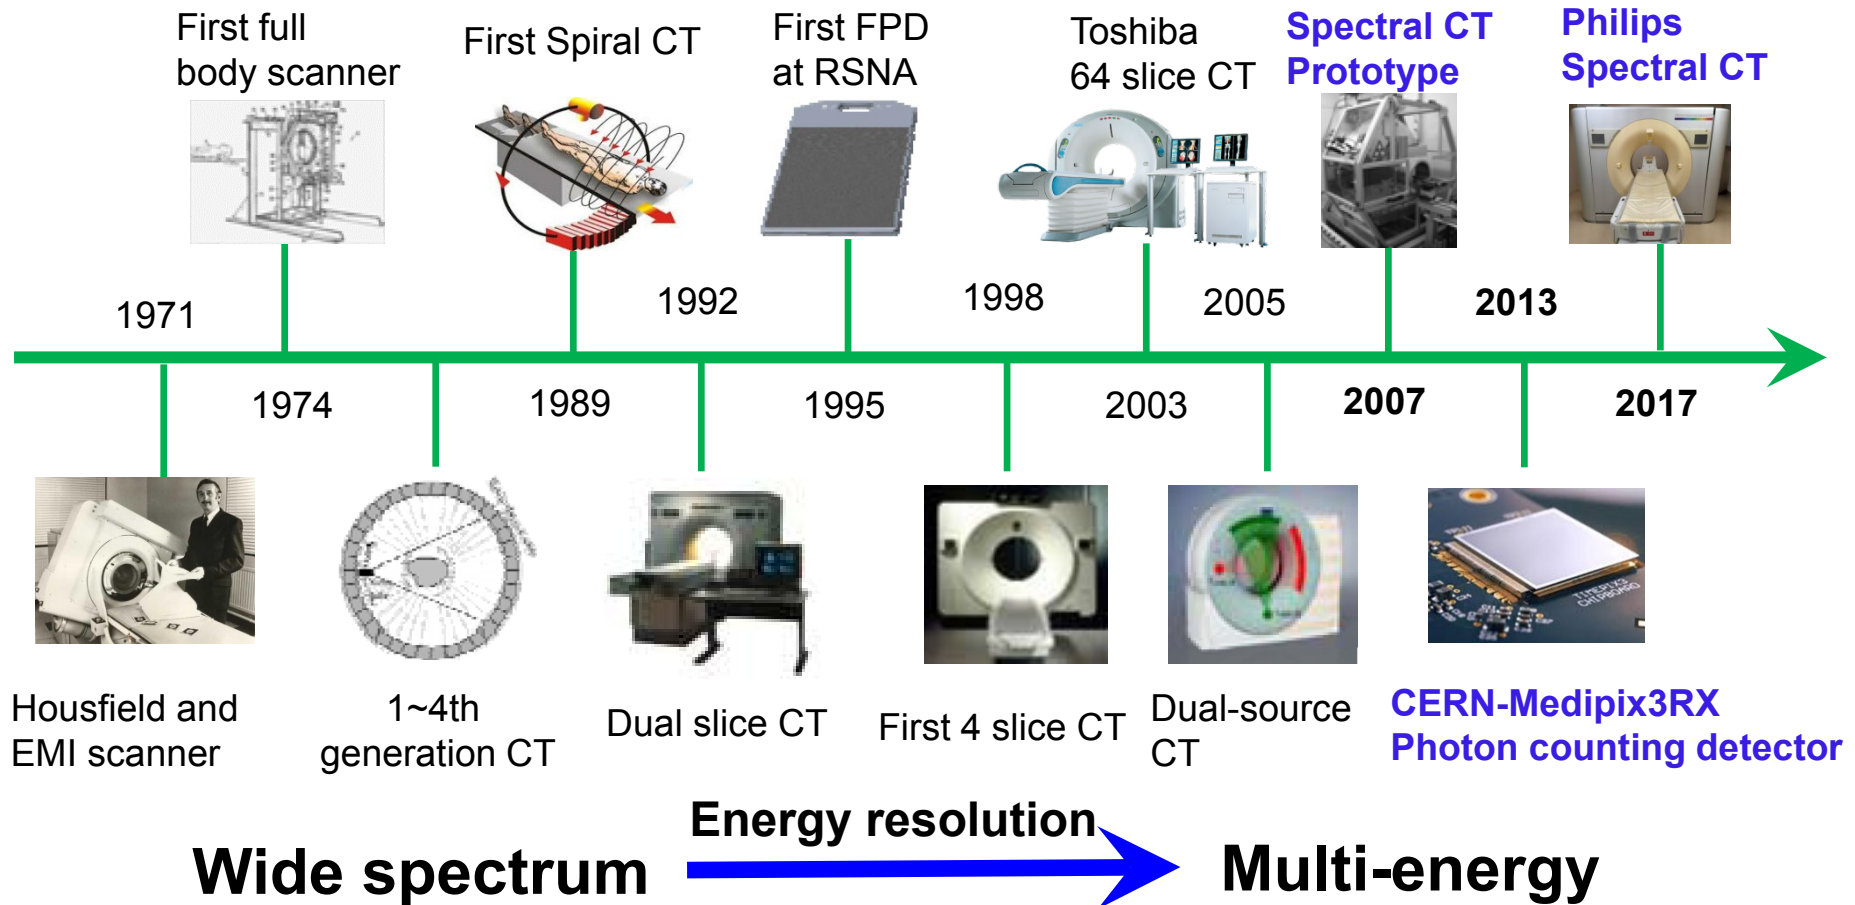 First full
body scanner
First Spiral CT
First FPD
at RSNA
Toshiba
64 slice CT
Spectral CT
Prototype
Philips
Spectral CT
1971
1992
1998
2005
2013
1974
1989
1995
2003
2007
2017
TIMEPIX3
CHIPBOARD
Housfield and
EMI scanner
1~4th
generation CT
Dual slice CT
First 4 slice CT
Dual-source
CT
CERN-Medipix3RX
Photon counting detector
Energy resolution
Wide spectrum
Multi-energy